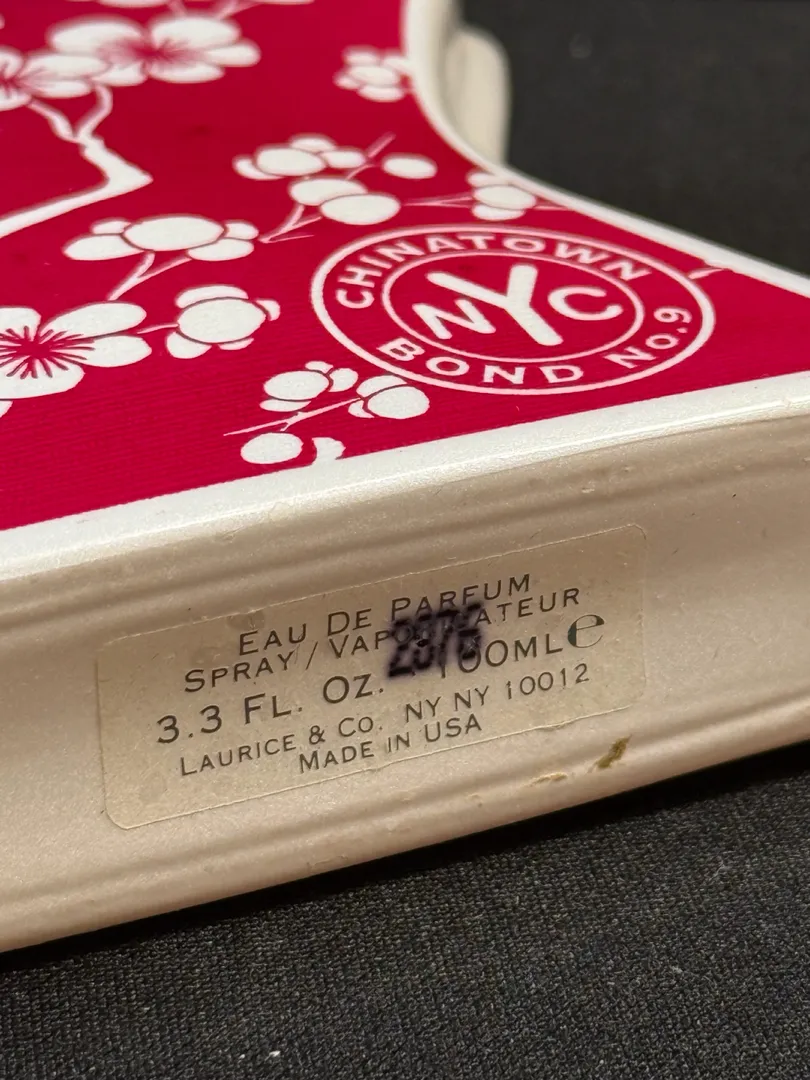 CHINATOWN
NYC
BOND No.9
EAU DE PARFUM
SPRAY / VAPORISATEUR
3.3 FL. OZ. 100ML e
LAURICE & CO. NY NY 10012
MADE IN USA